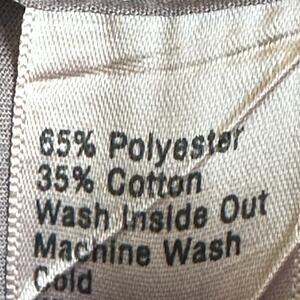 65% Polyester
35% Cotton
Wash Inside Out
Machine Wash
Cold